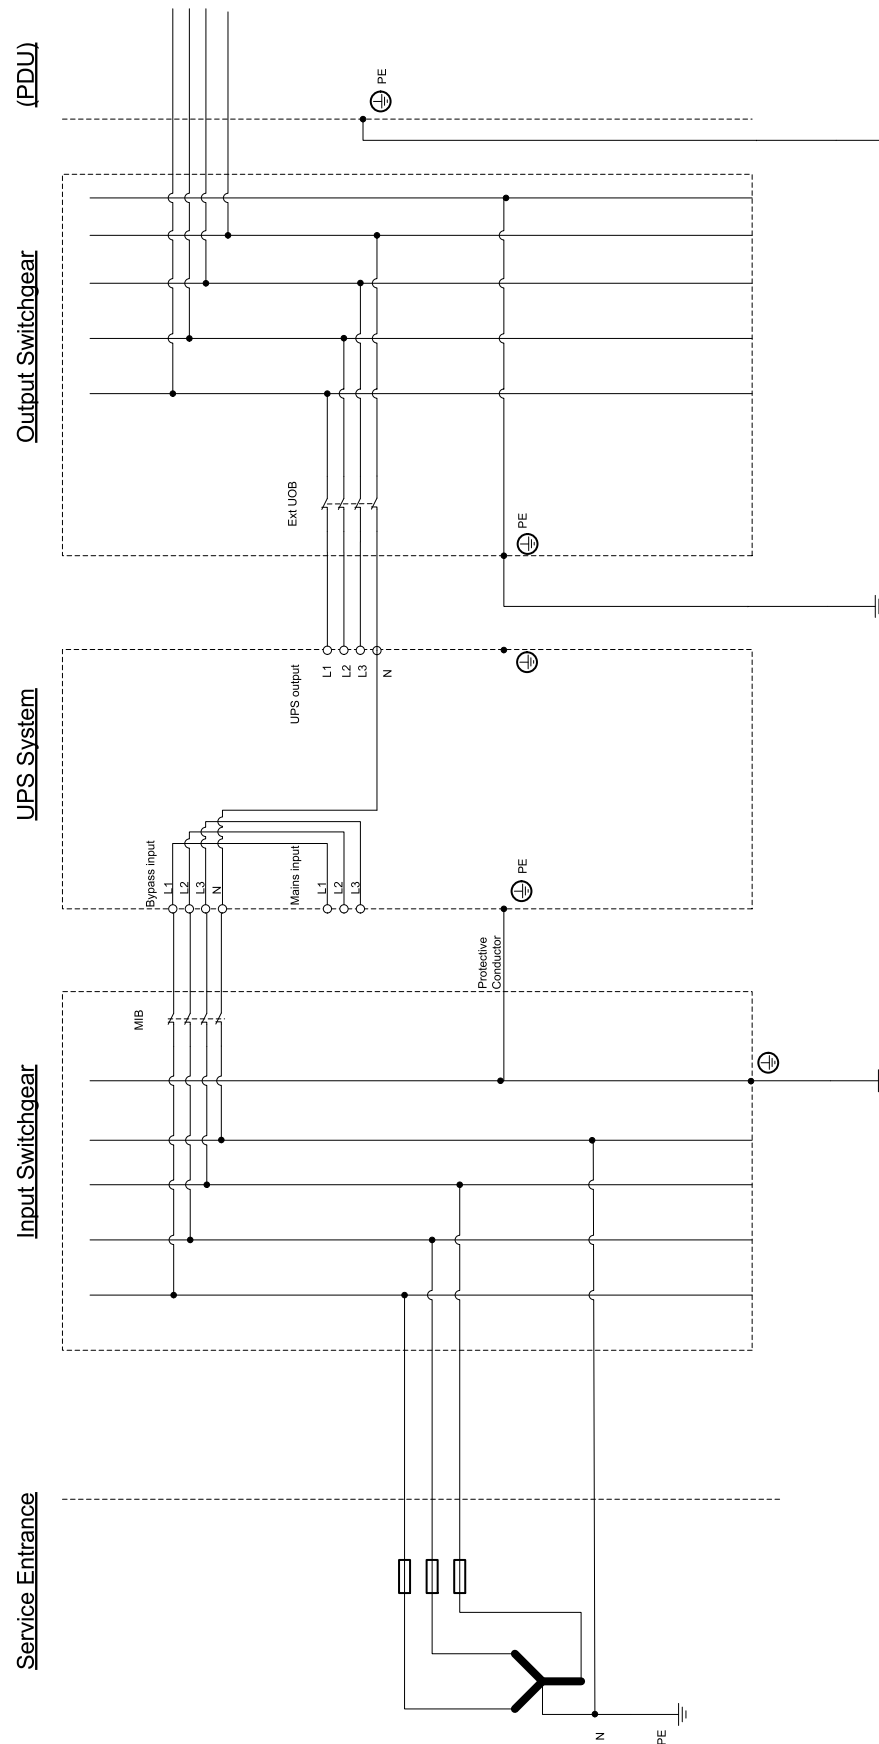 Service Entrance
Input Switchgear
UPS System
Output Switchgear
(PDU)
N
PE
MIB
Protective
Conductor
PE
Bypass input
L1
L2
L3
N
Mains input
L1
L2
L3
UPS output
L1
L2
L3
N
Ext UOB
PE
PE